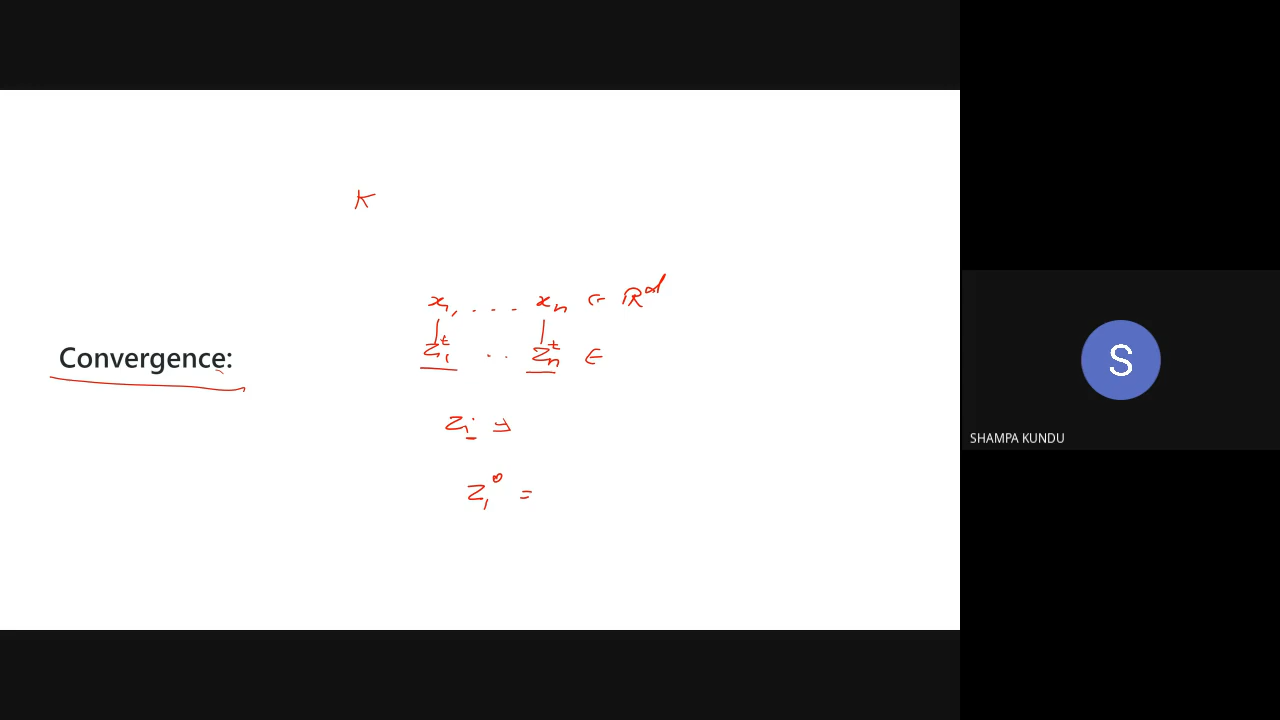 K
x₁, .... xₙ ∈ ℝᵈ
Convergence:
z₁ᵗ .. zₙᵗ ∈
zᵢ ⇒
z₁⁰ =
S
SHAMPA KUNDU